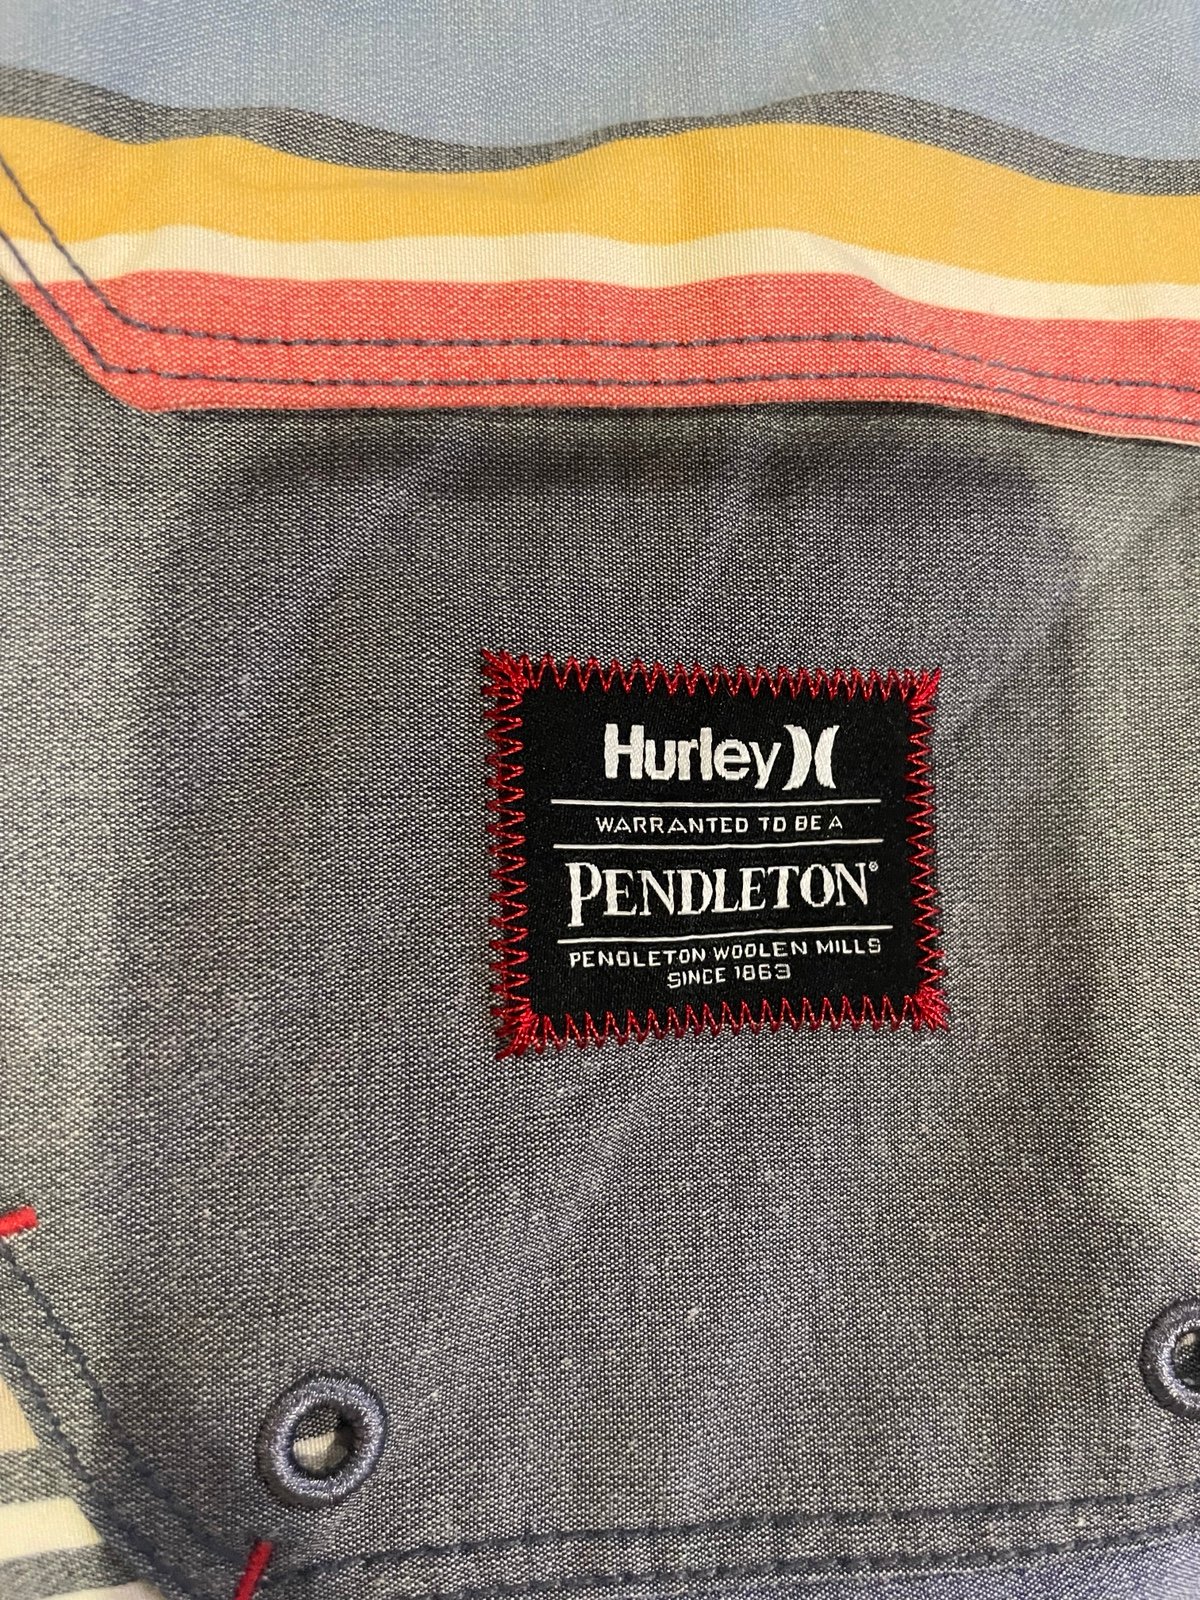 Hurley
WARRANTED TO BE A
PENDLETON®
PENDLETON WOOLEN MILLS
SINCE 1863